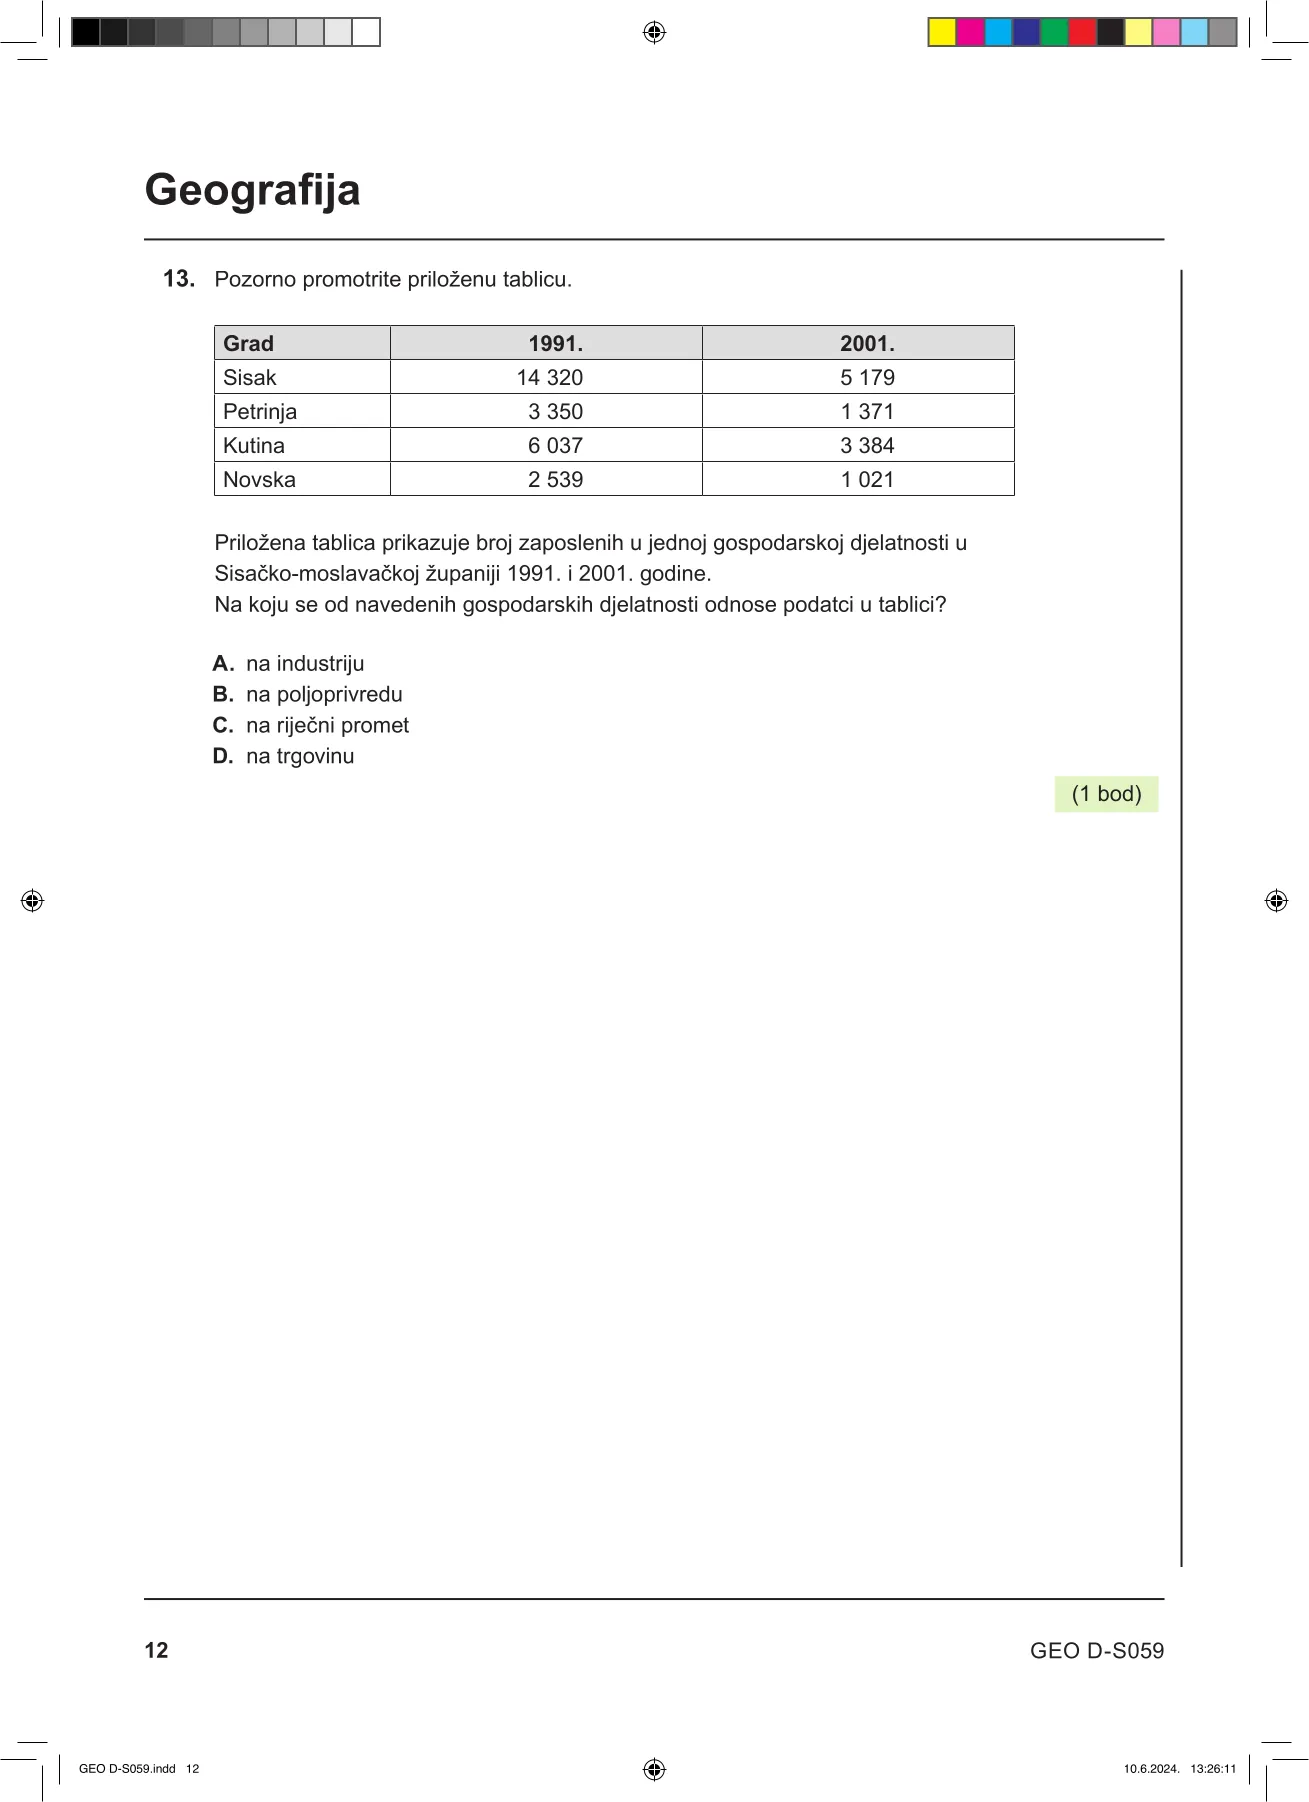 Geografija
13. Pozorno promotrite priloženu tablicu.
Grad 1991. 2001.
Sisak 14 320 5 179
Petrinja 3 350 1 371
Kutina 6 037 3 384
Novska 2 539 1 021
Priložena tablica prikazuje broj zaposlenih u jednoj gospodarskoj djelatnosti u
Sisačko-moslavačkoj županiji 1991. i 2001. godine.
Na koju se od navedenih gospodarskih djelatnosti odnose podatci u tablici?
A. na industriju
B. na poljoprivredu
C. na riječni promet
D. na trgovinu
(1 bod)
12 GEO D-S059
GEO D-S059.indd 12 10.6.2024. 13:26:11